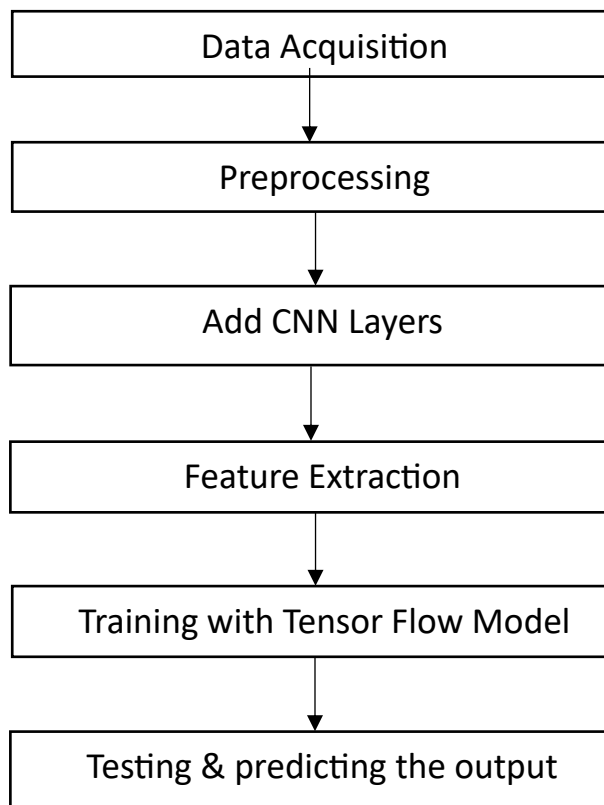 Data Acquisition
Preprocessing
Add CNN Layers
Feature Extraction
Training with Tensor Flow Model
Testing & predicting the output